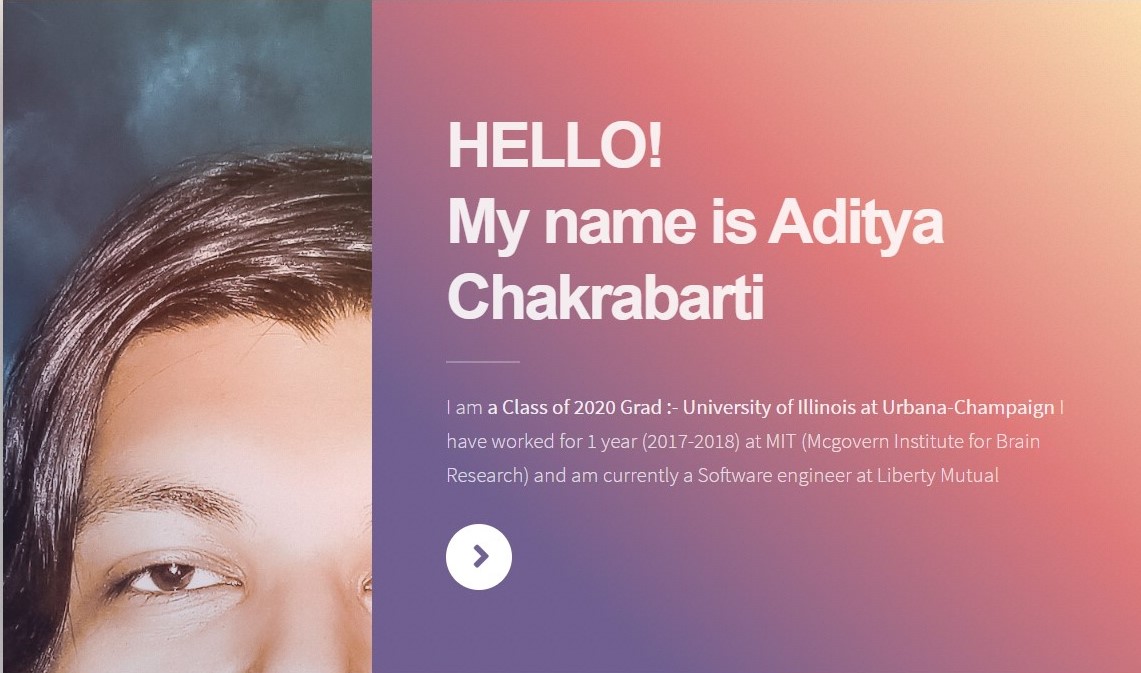 HELLO!
My name is Aditya
Chakrabarti
I am a Class of 2020 Grad :- University of Illinois at Urbana-Champaign I
have worked for 1 year (2017-2018) at MIT (Mcgovern Institute for Brain
Research) and am currently a Software engineer at Liberty Mutual